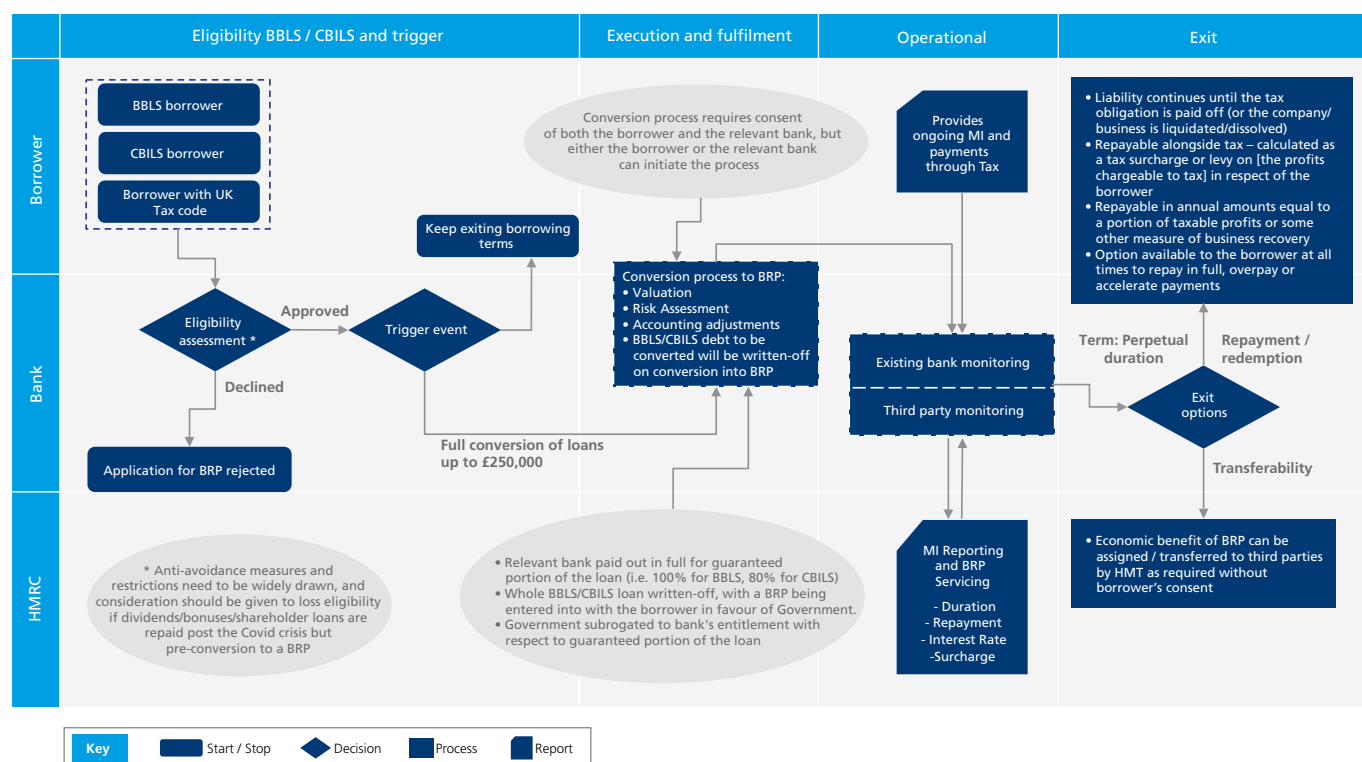 Eligibility BBLS / CBILS and trigger
Execution and fulfilment
Operational
Exit
Borrower
BBLS borrower
CBILS borrower
Borrower with UK
Tax code
Keep exiting borrowing
terms
Conversion process requires consent
of both the borrower and the relevant bank, but
either the borrower or the relevant bank
can initiate the process
Provides
ongoing MI and
payments
through Tax
• Liability continues until the tax
obligation is paid off (or the company/
business is liquidated/dissolved)
• Repayable alongside tax – calculated as
a tax surcharge or levy on [the profits
chargeable to tax] in respect of the
borrower
• Repayable in annual amounts equal to
a portion of taxable profits or some
other measure of business recovery
• Option available to the borrower at all
times to repay in full, overpay or
accelerate payments
Bank
Eligibility
assessment *
Approved
Trigger event
Declined
Application for BRP rejected
Full conversion of loans
up to £250,000
Conversion process to BRP:
• Valuation
• Risk Assessment
• Accounting adjustments
• BBLS/CBILS debt to be
converted will be written-off
on conversion into BRP
Existing bank monitoring
Third party monitoring
Term: Perpetual
duration
Repayment /
redemption
Exit
options
Transferability
HMRC
* Anti-avoidance measures and
restrictions need to be widely drawn, and
consideration should be given to loss eligibility
if dividends/bonuses/shareholder loans are
repaid post the Covid crisis but
pre-conversion to a BRP
• Relevant bank paid out in full for guaranteed
portion of the loan (i.e. 100% for BBLS, 80% for CBILS)
• Whole BBLS/CBILS loan written-off, with a BRP being
entered into with the borrower in favour of Government.
• Government subrogated to bank's entitlement with
respect to guaranteed portion of the loan
MI Reporting
and BRP
Servicing
- Duration
- Repayment
- Interest Rate
-Surcharge
• Economic benefit of BRP can be
assigned / transferred to third parties
by HMT as required without
borrower's consent
Key
Start / Stop
Decision
Process
Report